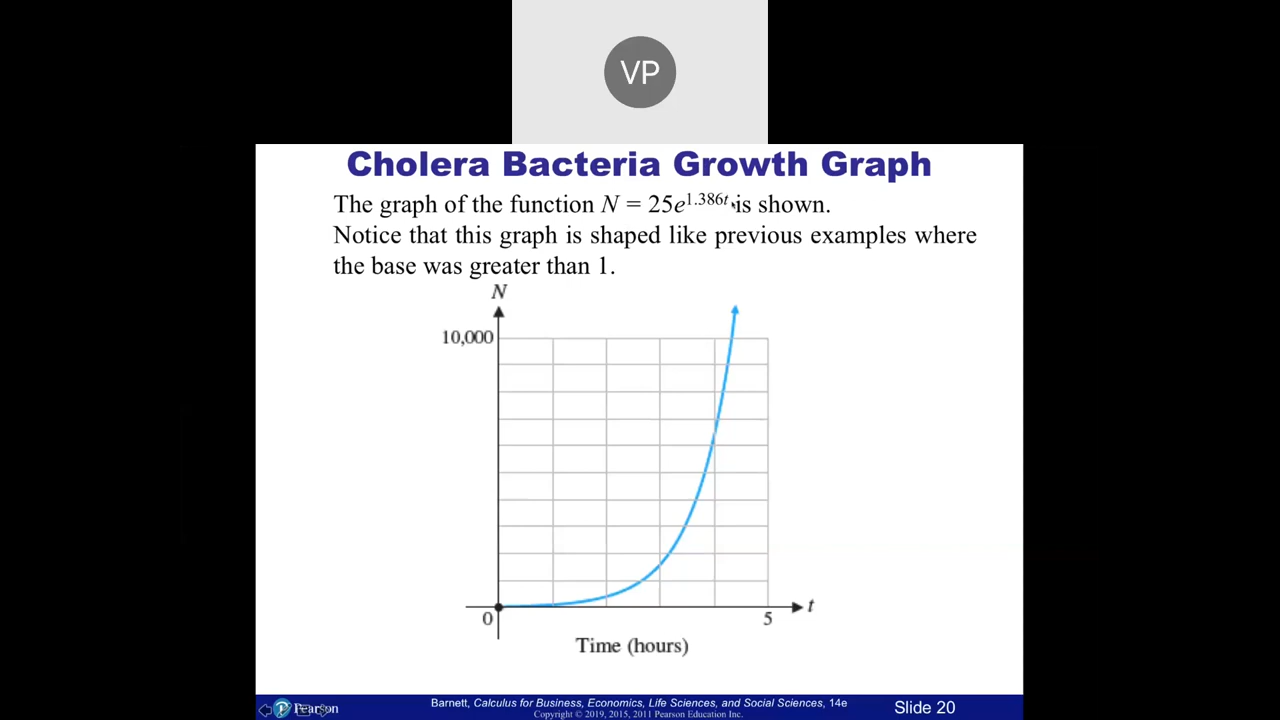 VP
Cholera Bacteria Growth Graph
The graph of the function N = 25e^1.386t is shown.
Notice that this graph is shaped like previous examples where
the base was greater than 1.
N
10,000
0
5
t
Time (hours)
Pearson
Barnett, Calculus for Business, Economics, Life Sciences, and Social Sciences, 14e
Copyright © 2019, 2015, 2011 Pearson Education Inc.
Slide 20